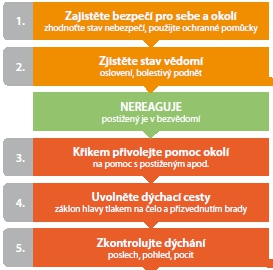 1.
Zajistěte bezpečí pro sebe a okolí
zhodnoťte stav nebezpečí, použijte ochranné pomůcky
2.
Zjistěte stav vědomí
oslovení, bolestivý podnět
NEREAGUJE
postižený je v bezvědomí
3.
Křikem přivolejte pomoc okolí
na pomoc s postiženým apod.
4.
Uvolněte dýchací cesty
záklon hlavy tlakem na čelo a přizvednutím brady
5.
Zkontrolujte dýchání
poslech, pohled, pocit